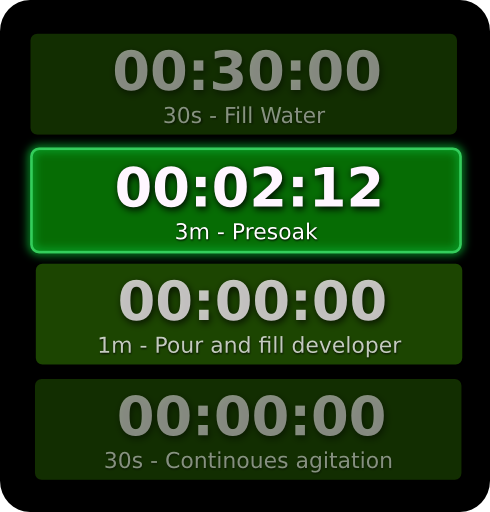 00:30:00
30s - Fill Water
00:02:12
3m - Presoak
00:00:00
1m - Pour and fill developer
00:00:00
30s - Continoues agitation